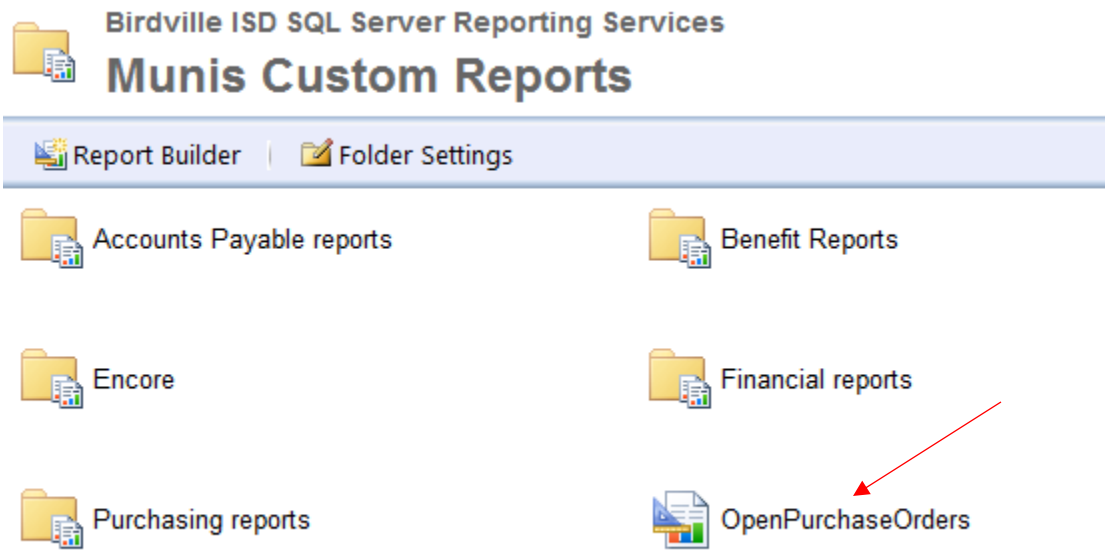 Birdville ISD SQL Server Reporting Services
Munis Custom Reports
Report Builder | Folder Settings
Accounts Payable reports
Benefit Reports
Encore
Financial reports
Purchasing reports
OpenPurchaseOrders